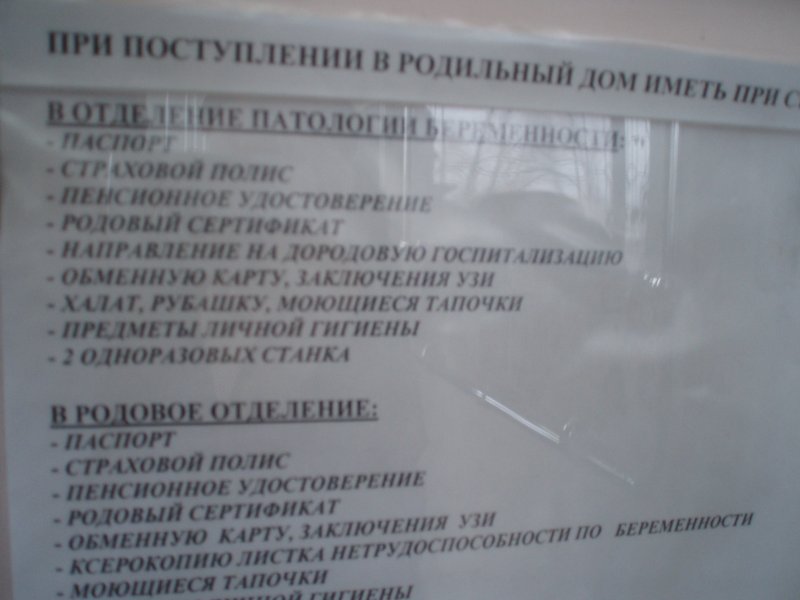 ПРИ ПОСТУПЛЕНИИ В РОДИЛЬНЫЙ ДОМ ИМЕТЬ ПРИ
В ОТДЕЛЕНИЕ ПАТОЛОГИИ БЕРЕМЕННОСТИ:
- ПАСПОРТ
- СТРАХОВОЙ ПОЛИС
- ПЕНСИОННОЕ УДОСТОВЕРЕНИЕ
- РОДОВЫЙ СЕРТИФИКАТ
- НАПРАВЛЕНИЕ НА ДОРОДОВУЮ ГОСПИТАЛИЗАЦИЮ
- ОБМЕННУЮ КАРТУ, ЗАКЛЮЧЕНИЯ УЗИ
- ХАЛАТ, РУБАШКУ, МОЮЩИЕСЯ ТАПОЧКИ
- ПРЕДМЕТЫ ЛИЧНОЙ ГИГИЕНЫ
- 2 ОДНОРАЗОВЫХ СТАНКА
В РОДОВОЕ ОТДЕЛЕНИЕ:
- ПАСПОРТ
- СТРАХОВОЙ ПОЛИС
- ПЕНСИОННОЕ УДОСТОВЕРЕНИЕ
- РОДОВЫЙ СЕРТИФИКАТ
- ОБМЕННУЮ КАРТУ, ЗАКЛЮЧЕНИЯ УЗИ
- КСЕРОКОПИЮ ЛИСТКА НЕТРУДОСПОСОБНОСТИ ПО БЕРЕМЕННОСТИ
- МОЮЩИЕСЯ ТАПОЧКИ
ГИГИЕНЫ